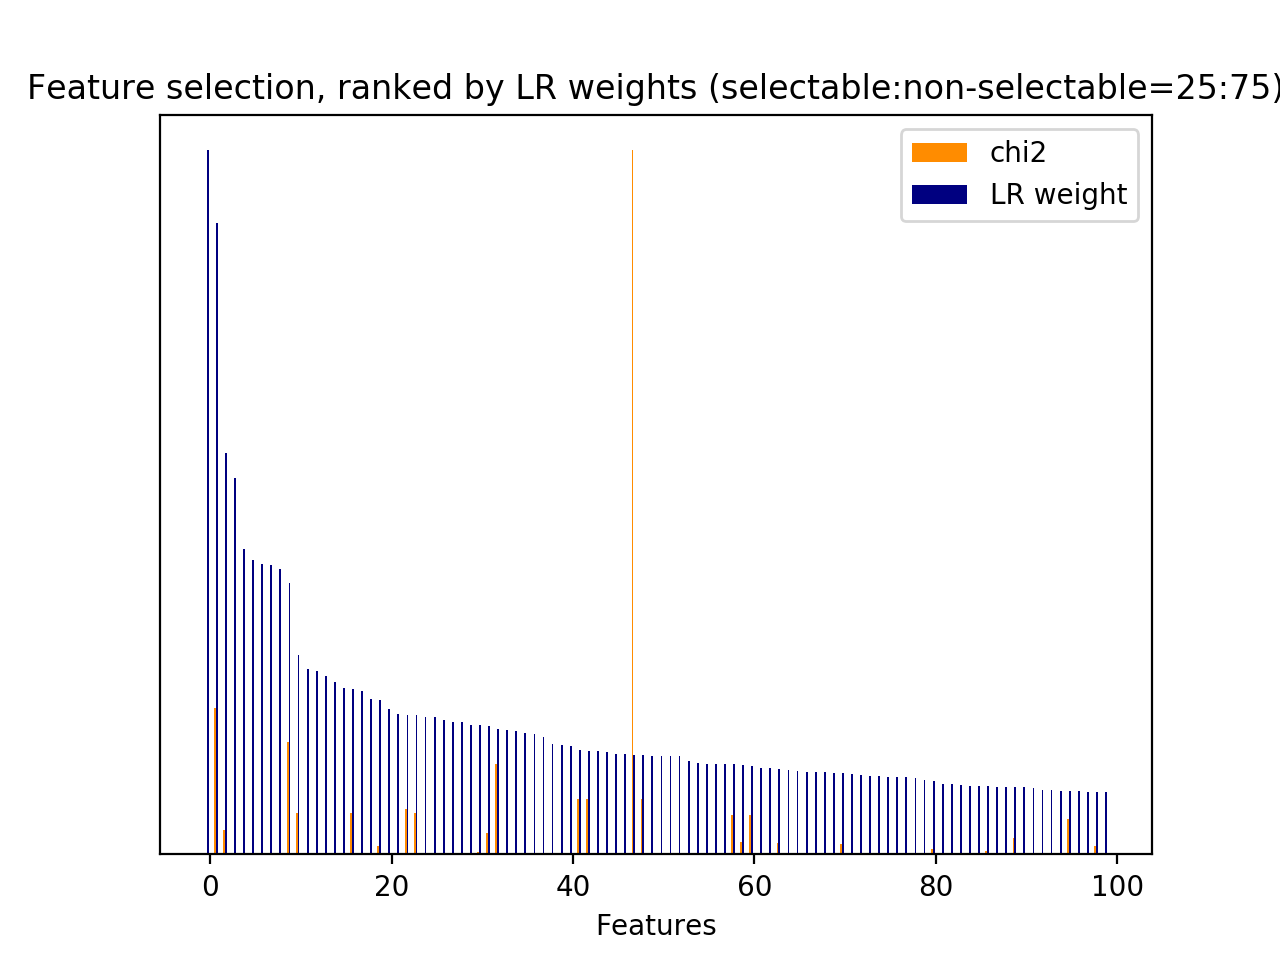 Feature selection, ranked by LR weights (selectable:non-selectable=25:75)
chi2
LR weight
0 20 40 60 80 100
Features